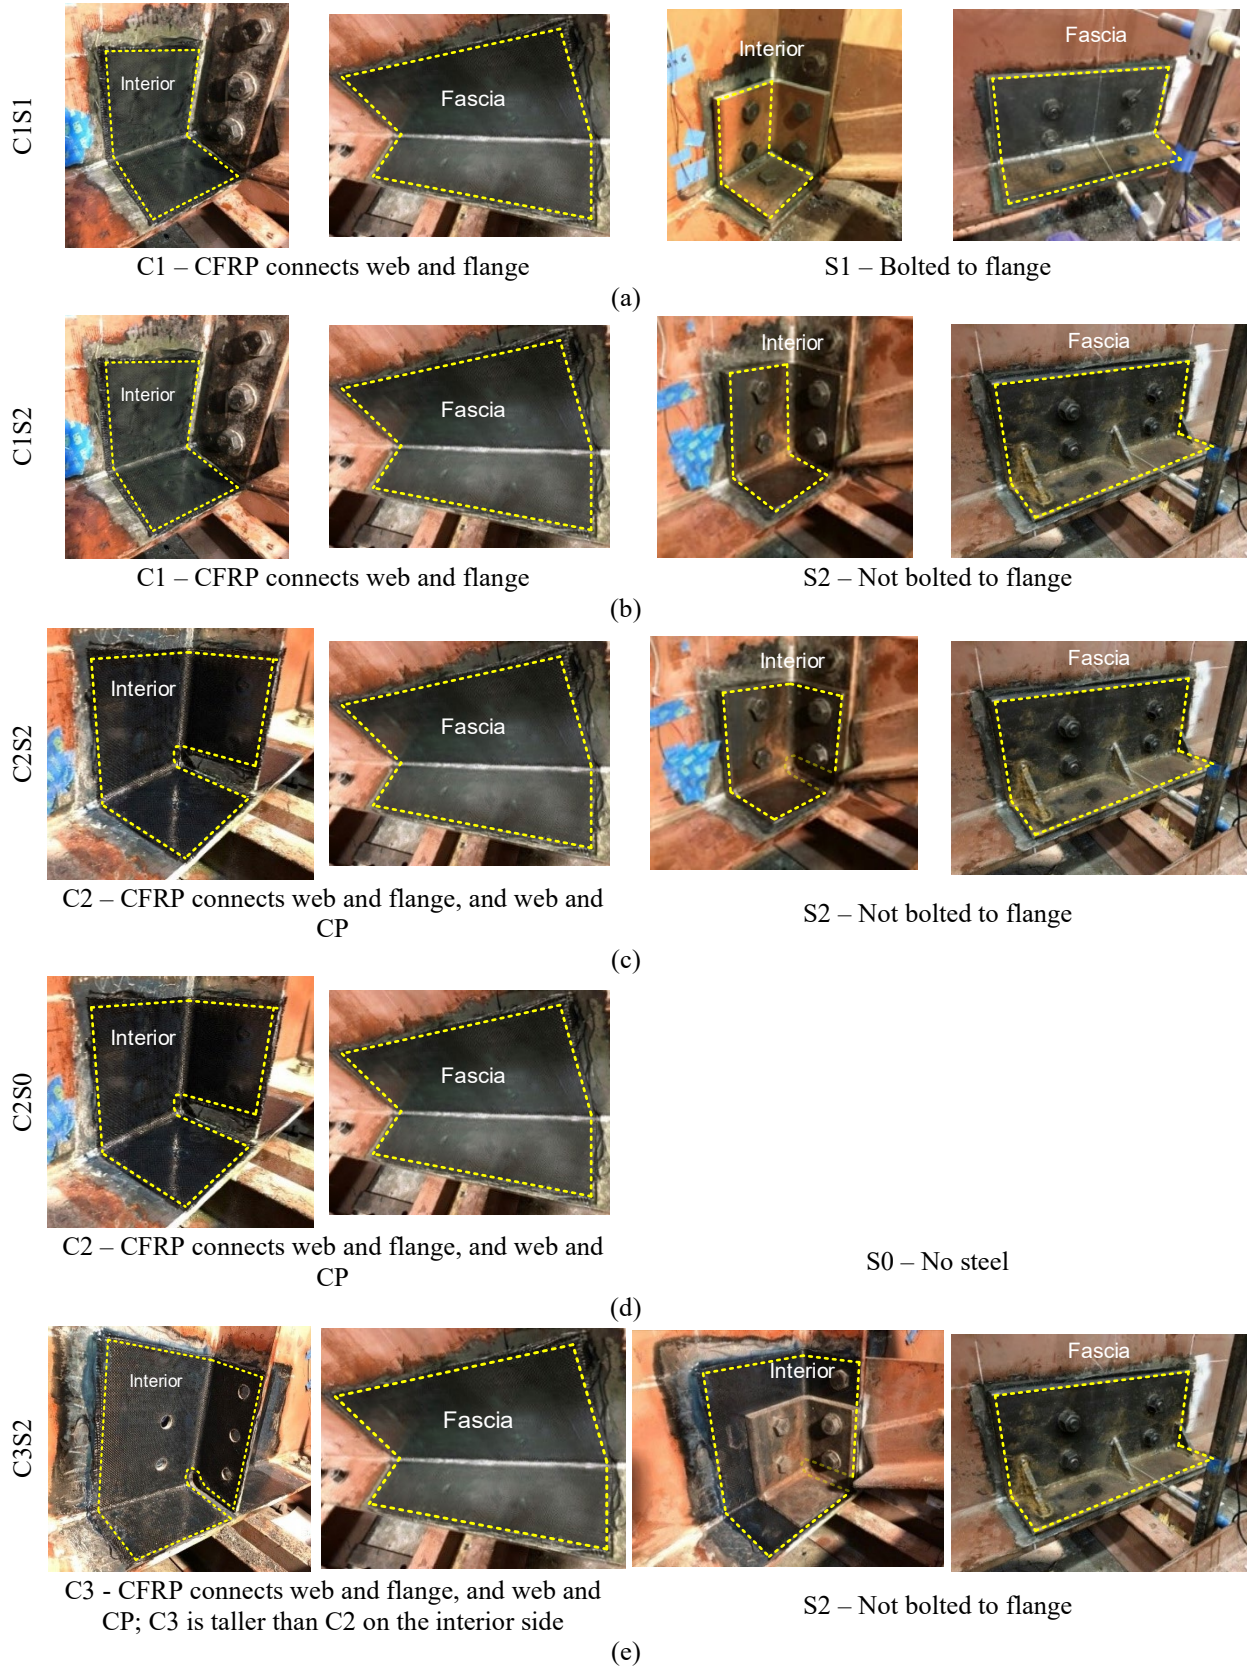 C1S1
Interior
Fascia
Interior
Fascia
C1 – CFRP connects web and flange
S1 – Bolted to flange
(a)
C1S2
Interior
Fascia
Interior
Fascia
C1 – CFRP connects web and flange
S2 – Not bolted to flange
(b)
C2S2
Interior
Fascia
Interior
Fascia
C2 – CFRP connects web and flange, and web and
CP
S2 – Not bolted to flange
(c)
C2S0
Interior
Fascia
C2 – CFRP connects web and flange, and web and
CP
S0 – No steel
(d)
C3S2
Interior
Fascia
Interior
Fascia
C3 - CFRP connects web and flange, and web and
CP; C3 is taller than C2 on the interior side
S2 – Not bolted to flange
(e)